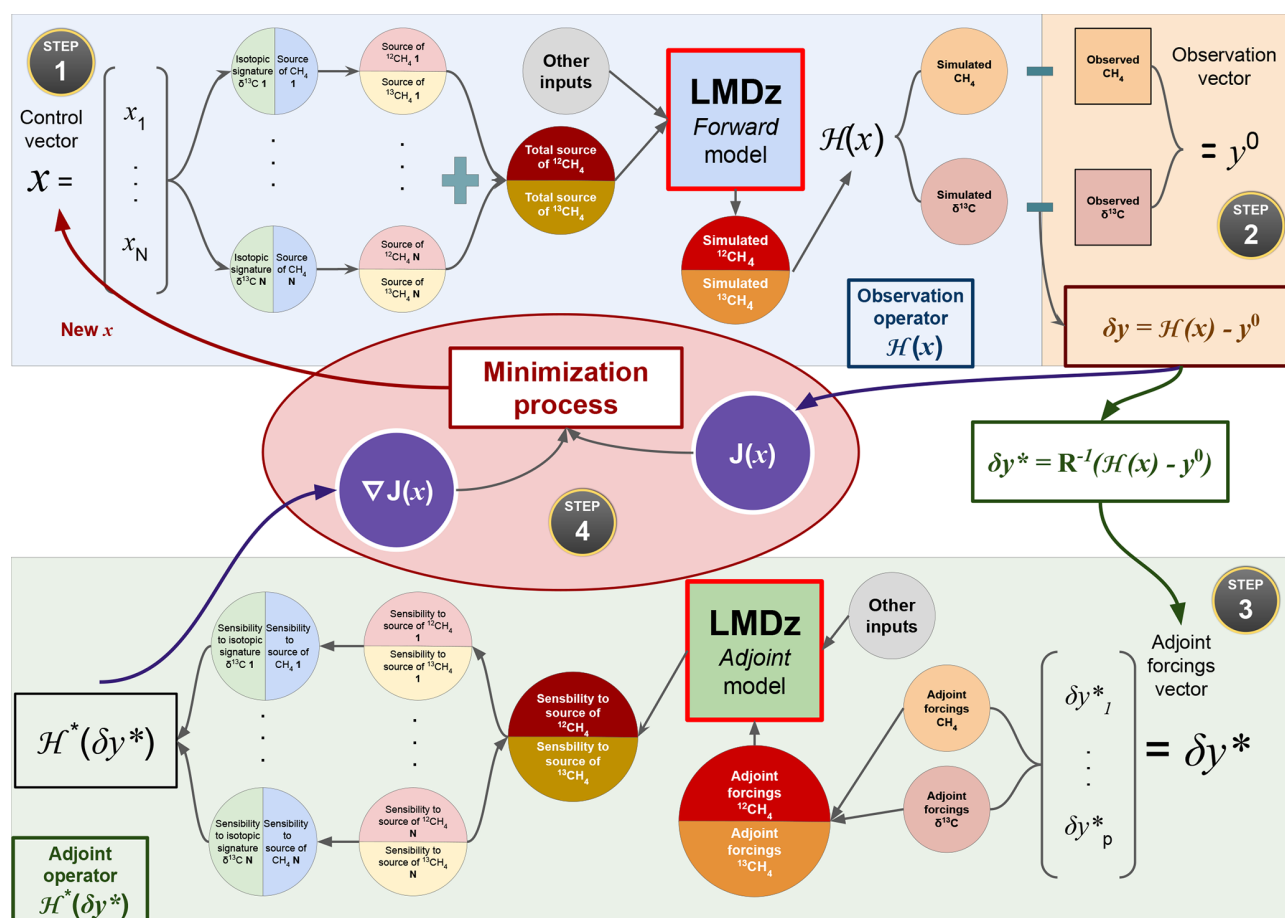 STEP
1
Control
vector
x =
x1
xN
Isotopic
signature
δ¹³C 1
Source
of CH₄
1
Source of
¹²CH₄ 1
Source of
¹³CH₄ 1
Isotopic
signature
δ¹³C N
Source
of CH₄
N
Source of
¹²CH₄ N
Source of
¹³CH₄ N
Other
inputs
Total source
of ¹²CH₄
Total source
of ¹³CH₄
LMDz
Forward
model
Simulated
¹²CH₄
Simulated
¹³CH₄
ℋ(x)
Simulated
CH₄
Simulated
δ¹³C
Observation
operator
ℋ(x)
Observed
CH₄
Observed
δ¹³C
Observation
vector
= y⁰
STEP
2
δy = ℋ(x) - y⁰
New x
Minimization
process
∇J(x)
J(x)
STEP
4
δy* = R⁻¹(ℋ(x) - y⁰)
STEP
3
Adjoint
forcings
vector
= δy*
δy*₁
δy*p
Adjoint
forcings
CH₄
Adjoint
forcings
δ¹³C
Other
inputs
LMDz
Adjoint
model
Adjoint
forcings
¹²CH₄
Adjoint
forcings
¹³CH₄
Sensbility to
source of
¹²CH₄
Sensbility to
source of
¹³CH₄
Sensibility to
source of ¹²CH₄
1
Sensibility to
source of ¹³CH₄
1
Sensibility
to isotopic
signature
δ¹³C 1
Sensibility
to
source of
CH₄ 1
Sensibility to
source of ¹²CH₄
N
Sensibility to
source of ¹³CH₄
N
Sensibility
to isotopic
signature
δ¹³C N
Sensibility
to
source of
CH₄ N
ℋ*(δy*)
Adjoint
operator
ℋ*(δy*)